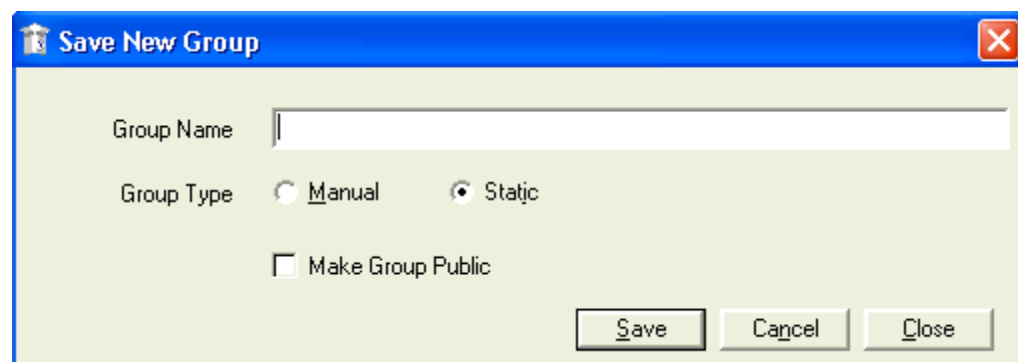 Save New Group
Group Name
Group Type Manual Static
Make Group Public
Save Cancel Close